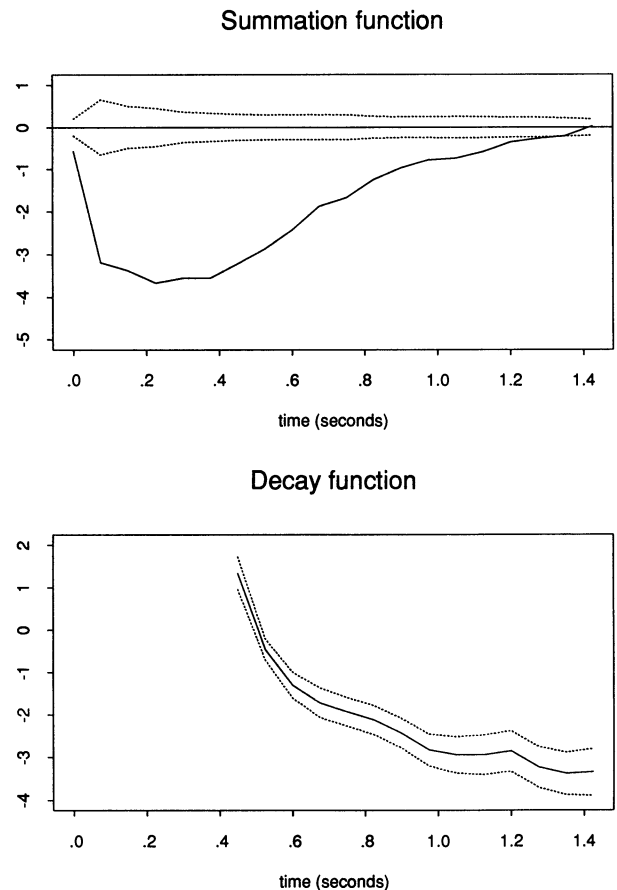 Summation function
1
0
-1
-2
-3
-4
-5
.0 .2 .4 .6 .8 1.0 1.2 1.4
time (seconds)
Decay function
2
1
0
-1
-2
-3
-4
.0 .2 .4 .6 .8 1.0 1.2 1.4
time (seconds)